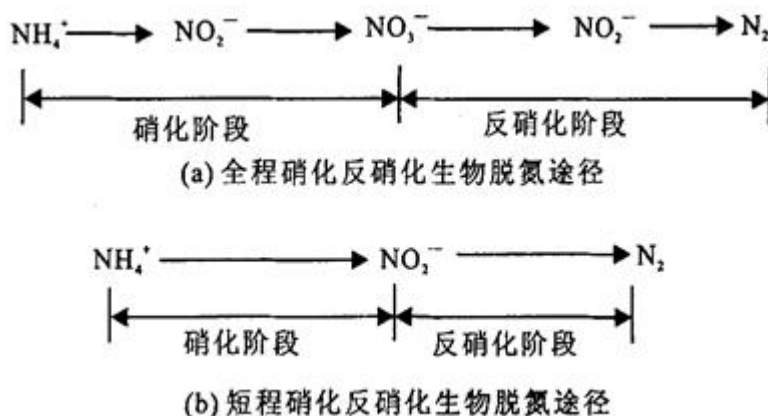 NH₄⁺ → NO₂⁻ → NO₃⁻ → NO₂⁻ → N₂
硝化阶段 反硝化阶段
(a) 全程硝化反硝化生物脱氮途径
NH₄⁺ → NO₂⁻ → N₂
硝化阶段 反硝化阶段
(b) 短程硝化反硝化生物脱氮途径